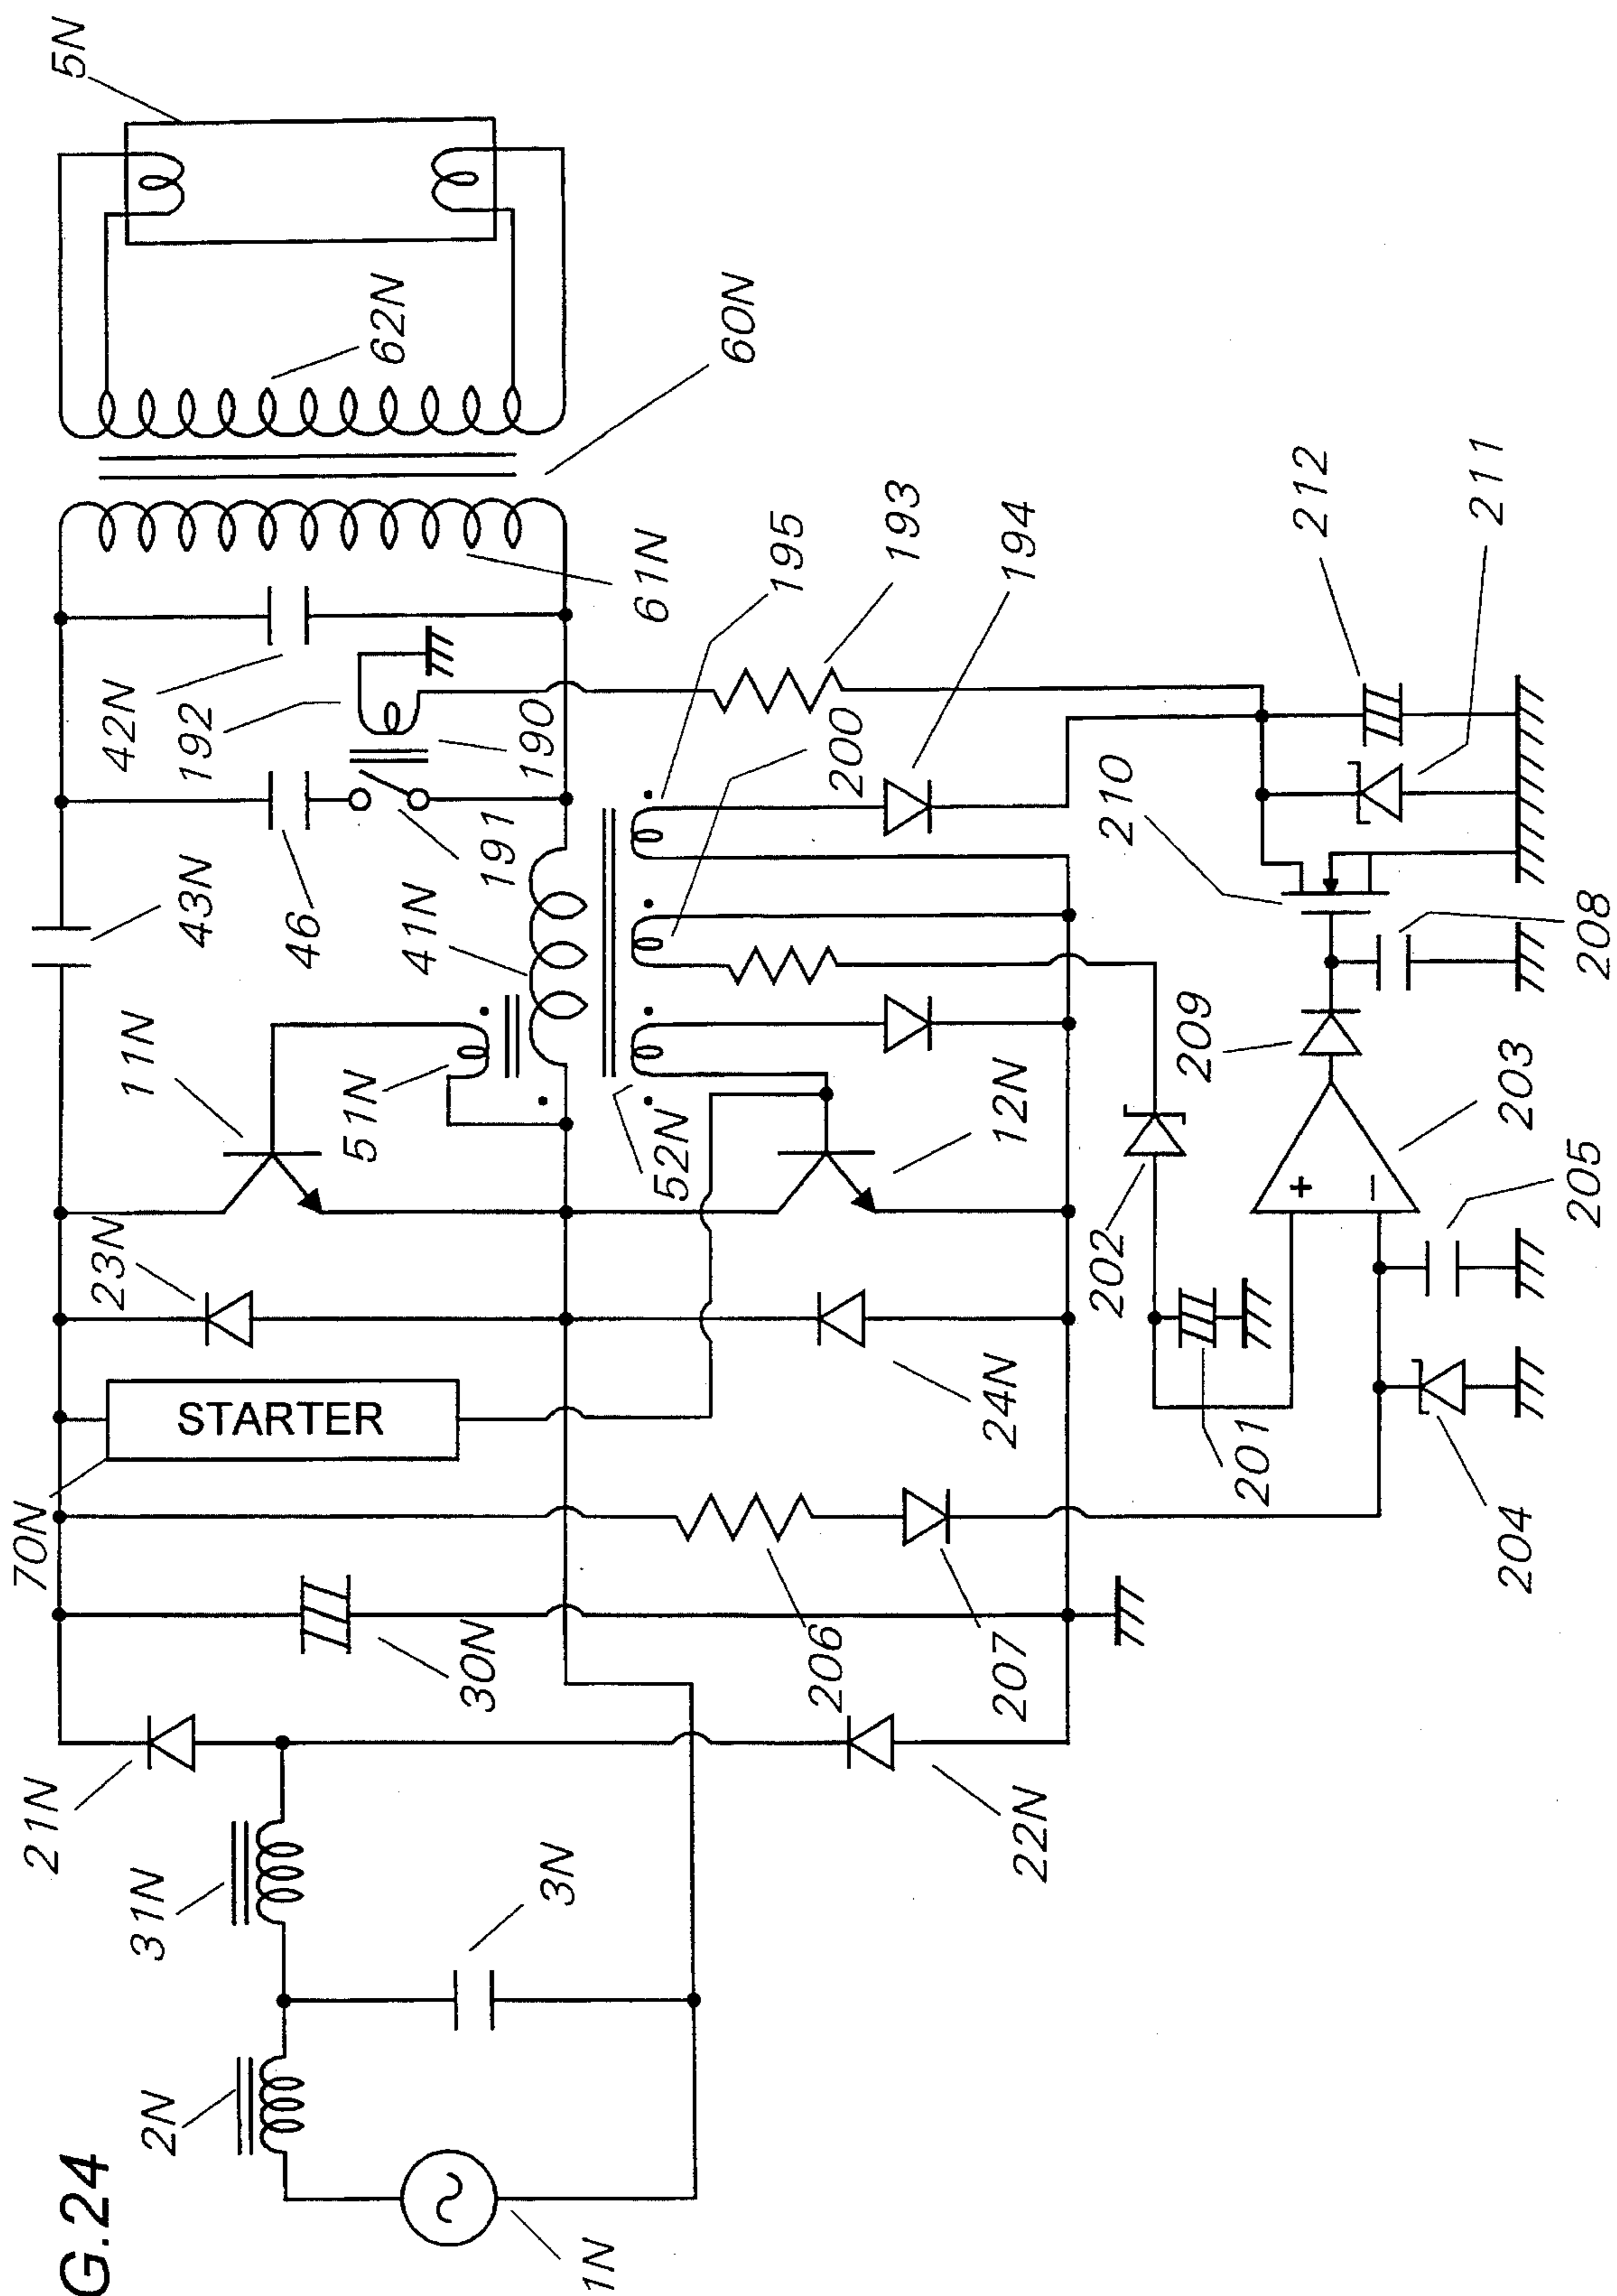 5N
62N
60N
61N
195
193
194
212
211
42N
192
190
200
210
208
43N
46
191
41N
209
203
205
11N
51N
52N
12N
202
+
−
23N
24N
201
204
STARTER
70N
30N
206
207
21N
22N
31N
3N
2N
1N
G.24